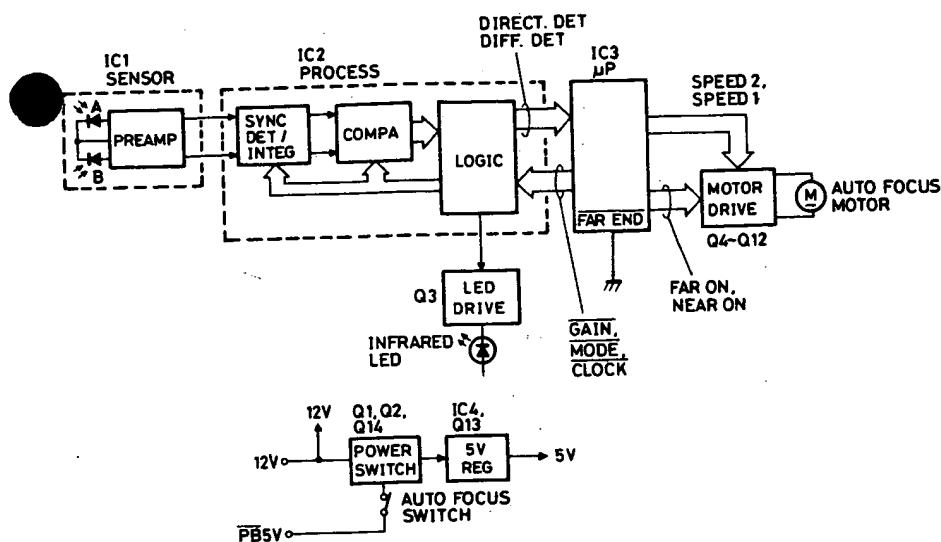 DIRECT. DET
DIFF. DET
IC1
SENSOR
IC2
PROCESS
IC3
μP
SPEED 2,
SPEED 1
A
B
PREAMP
SYNC
DET /
INTEG
COMPA
LOGIC
FAR END
MOTOR
DRIVE
Q4~Q12
M
AUTO FOCUS
MOTOR
Q3
LED
DRIVE
FAR ON,
NEAR ON
INFRARED
LED
GAIN,
MODE,
CLOCK
12V
Q1, Q2,
Q14
IC4,
Q13
12V
POWER
SWITCH
5V
REG
5V
AUTO FOCUS
SWITCH
PB5V